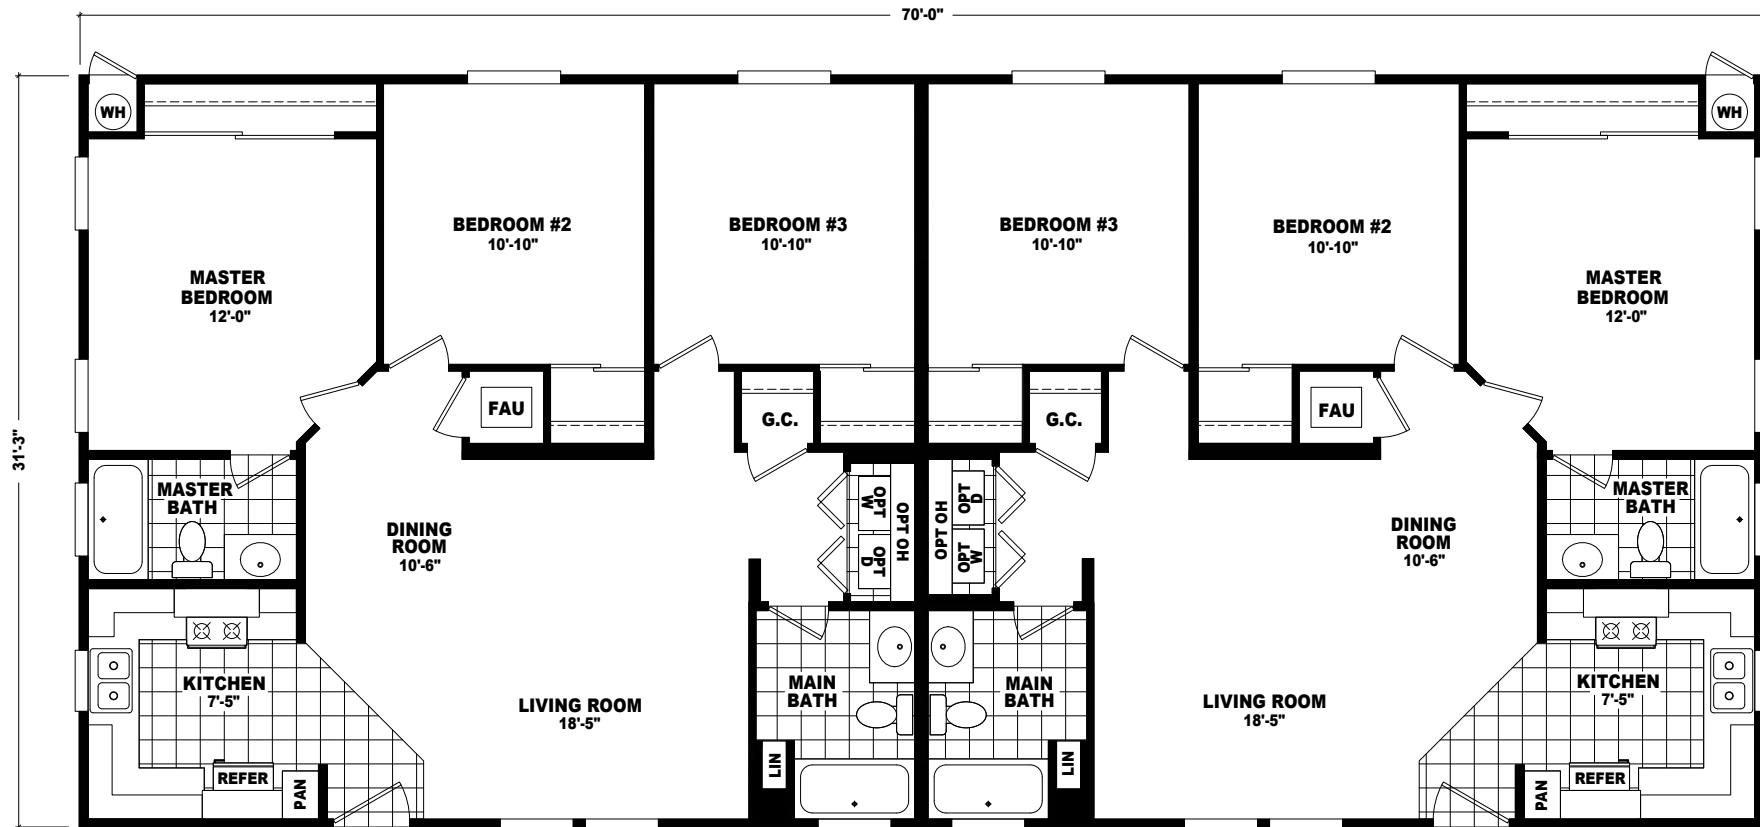 70'-0"
31'-3"
WH
WH
BEDROOM #2
10'-10"
BEDROOM #3
10'-10"
BEDROOM #3
10'-10"
BEDROOM #2
10'-10"
MASTER
BEDROOM
12'-0"
MASTER
BEDROOM
12'-0"
FAU
G.C.
G.C.
FAU
MASTER
BATH
DINING
ROOM
10'-6"
OPT
W
OPT
D
OPT OH
OPT OH
OPT
D
OPT
W
DINING
ROOM
10'-6"
MASTER
BATH
KITCHEN
7'-5"
LIVING ROOM
18'-5"
MAIN
BATH
MAIN
BATH
LIVING ROOM
18'-5"
KITCHEN
7'-5"
REFER
PAN
LIN
LIN
PAN
REFER